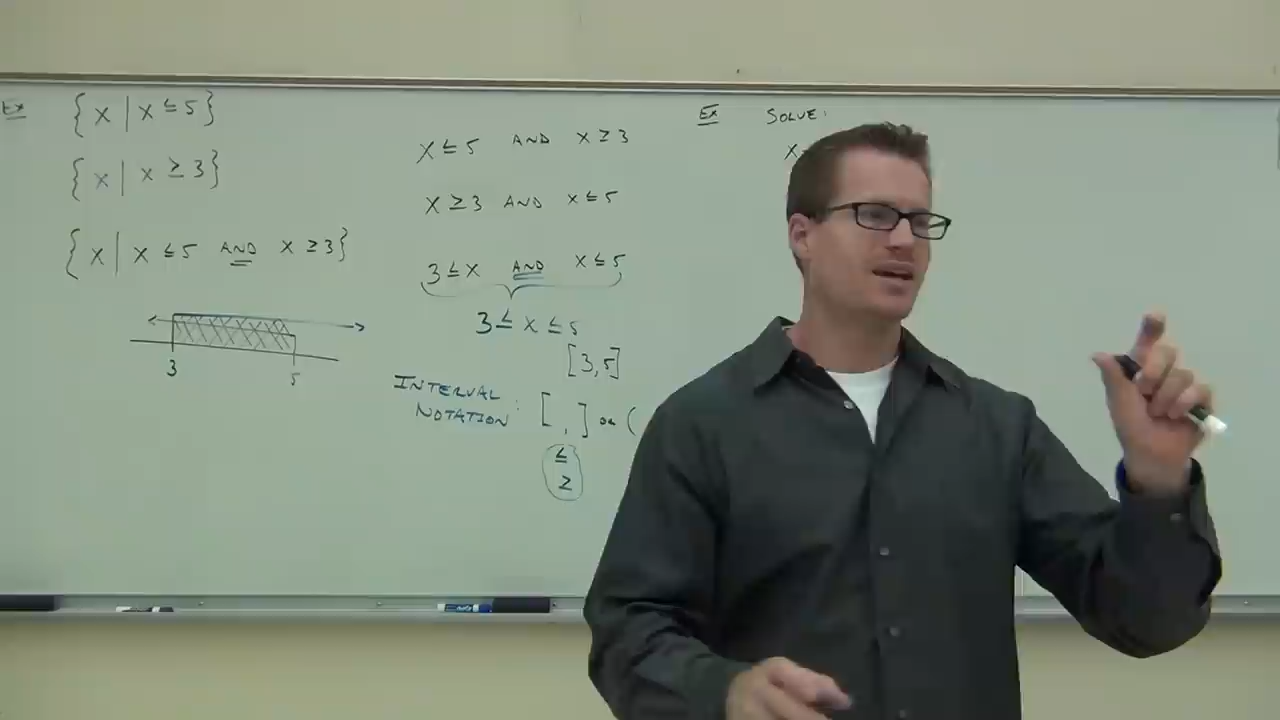 Ex {x | x ≤ 5}
{x | x ≥ 3}
{x | x ≤ 5 AND x ≥ 3}
3 5
x ≤ 5 AND x ≥ 3
x ≥ 3 AND x ≤ 5
3 ≤ x AND x ≤ 5
3 ≤ x ≤ 5
[3,5]
INTERVAL
NOTATION: [ , ] or (
≤
≥
Ex SOLVE:
x